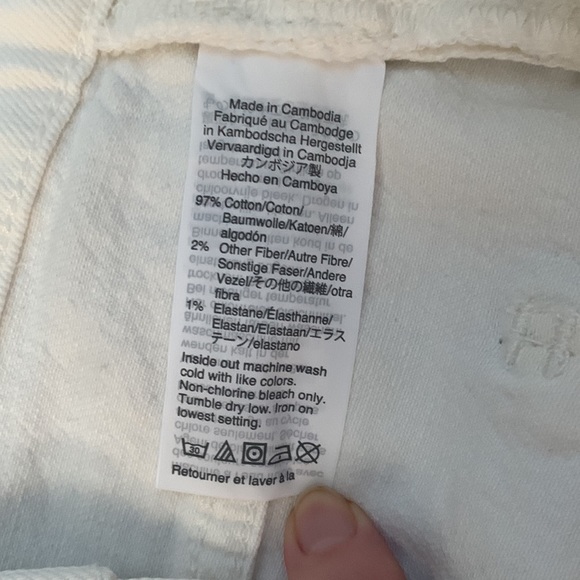 Made in Cambodia
Fabriqué au Cambodge
in Kambodscha Hergestellt
Vervaardigd in Cambodja
カンボジア製
Hecho en Camboya
97% Cotton/Coton/
Baumwolle/Katoen/綿/
algodón
2% Other Fiber/Autre Fibre/
Sonstige Faser/Andere
Vezel/その他の繊維/otra
fibra
1% Elastane/Élasthanne/
Elastan/Elastaan/エラス
テーン/elastano
Inside out machine wash
cold with like colors.
Non-chlorine bleach only.
Tumble dry low. Iron on
lowest setting.
30
Retourner et laver à la